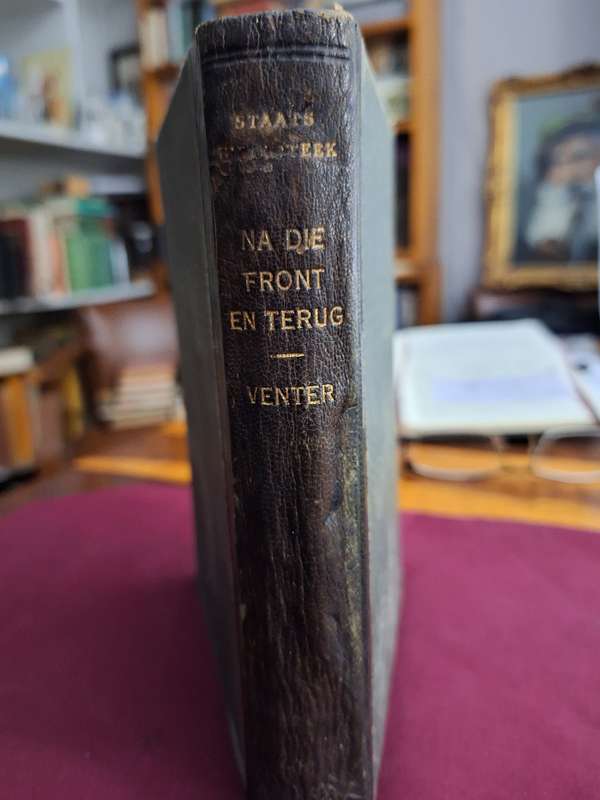 STAATS
NA DIE
FRONT
EN TERUG
VENTER